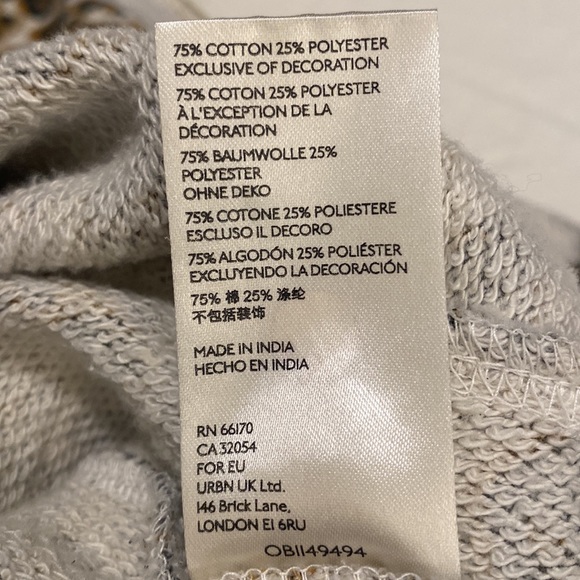 75% COTTON 25% POLYESTER
EXCLUSIVE OF DECORATION
75% COTON 25% POLYESTER
À L'EXCEPTION DE LA
DÉCORATION
75% BAUMWOLLE 25%
POLYESTER
OHNE DEKO
75% COTONE 25% POLIESTERE
ESCLUSO IL DECORO
75% ALGODÓN 25% POLIÉSTER
EXCLUYENDO LA DECORACIÓN
75% 棉 25% 涤纶
不包括装饰
MADE IN INDIA
HECHO EN INDIA
RN 66170
CA 32054
FOR EU
URBN UK Ltd.
146 Brick Lane,
LONDON E1 6RU
OB1149494